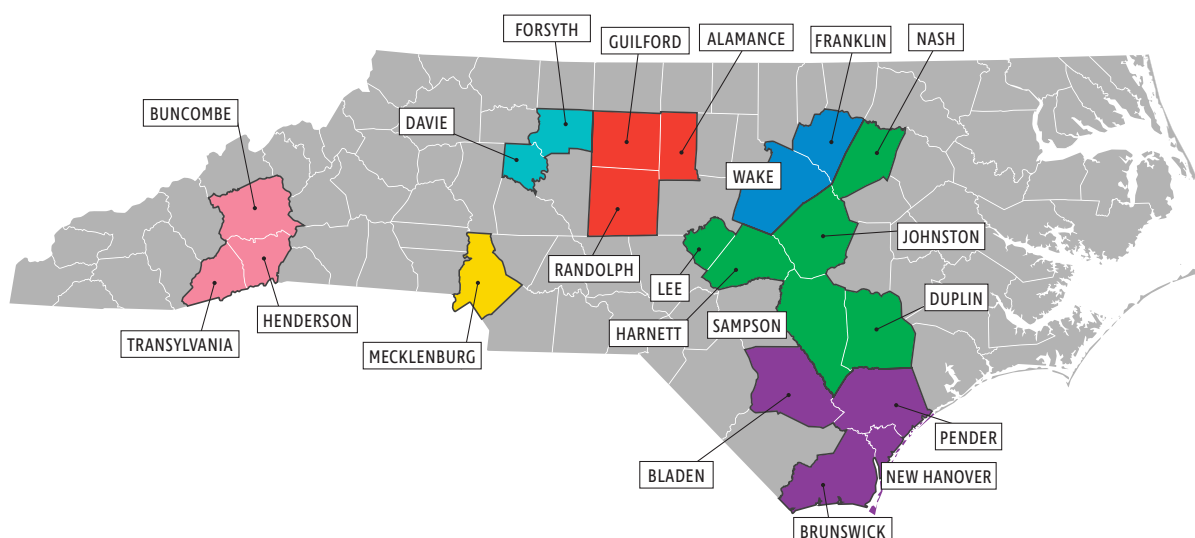 FORSYTH
GUILFORD
ALAMANCE
FRANKLIN
NASH
BUNCOMBE
DAVIE
WAKE
JOHNSTON
RANDOLPH
LEE
DUPLIN
HENDERSON
TRANSYLVANIA
HARNETT
SAMPSON
MECKLENBURG
PENDER
BLADEN
NEW HANOVER
BRUNSWICK